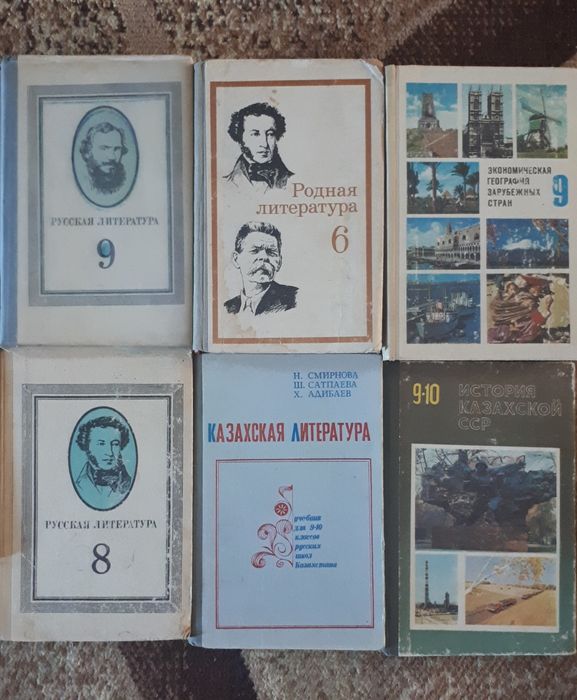 РУССКАЯ ЛИТЕРАТУРА
9
Родная
литература
6
ЭКОНОМИЧЕСКАЯ
ГЕОГРАФИЯ
ЗАРУБЕЖНЫХ
СТРАН
9
РУССКАЯ ЛИТЕРАТУРА
8
Н. СМИРНОВА
Ш. САТПАЕВА
Х. АДИБАЕВ
КАЗАХСКАЯ ЛИТЕРАТУРА
учебник
для 9-10
классов
русских
школ
Казахстана
9-10
ИСТОРИЯ
КАЗАХСКОЙ
ССР